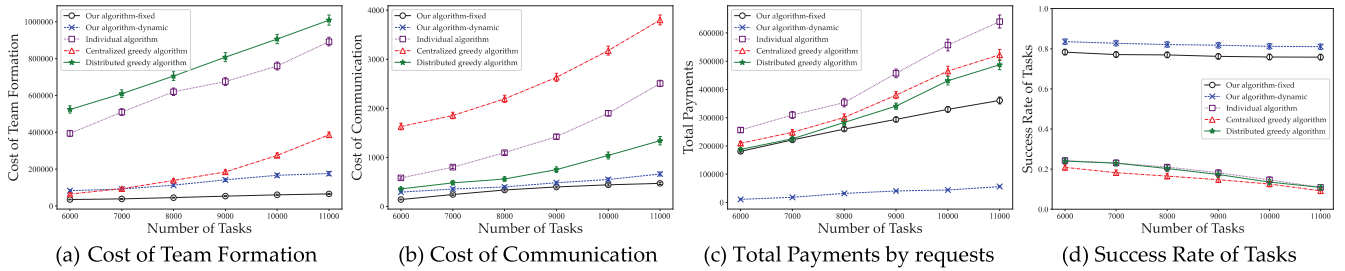 Our algorithm-fixed
Our algorithm-dynamic
Individual algorithm
Centralized greedy algorithm
Distributed greedy algorithm
Cost of Team Formation
1000000
800000
600000
400000
200000
0
6000 7000 8000 9000 10000 11000
Number of Tasks
(a) Cost of Team Formation
Our algorithm-fixed
Our algorithm-dynamic
Individual algorithm
Centralized greedy algorithm
Distributed greedy algorithm
Cost of Communication
4000
3000
2000
1000
0
6000 7000 8000 9000 10000 11000
Number of Tasks
(b) Cost of Communication
Our algorithm-fixed
Our algorithm-dynamic
Individual algorithm
Centralized greedy algorithm
Distributed greedy algorithm
Total Payments
600000
500000
400000
300000
200000
100000
0
6000 7000 8000 9000 10000 11000
Number of Tasks
(c) Total Payments by requests
Our algorithm-fixed
Our algorithm-dynamic
Individual algorithm
Centralized greedy algorithm
Distributed greedy algorithm
Success Rate of Tasks
1.0
0.8
0.6
0.4
0.2
0.0
6000 7000 8000 9000 10000 11000
Number of Tasks
(d) Success Rate of Tasks